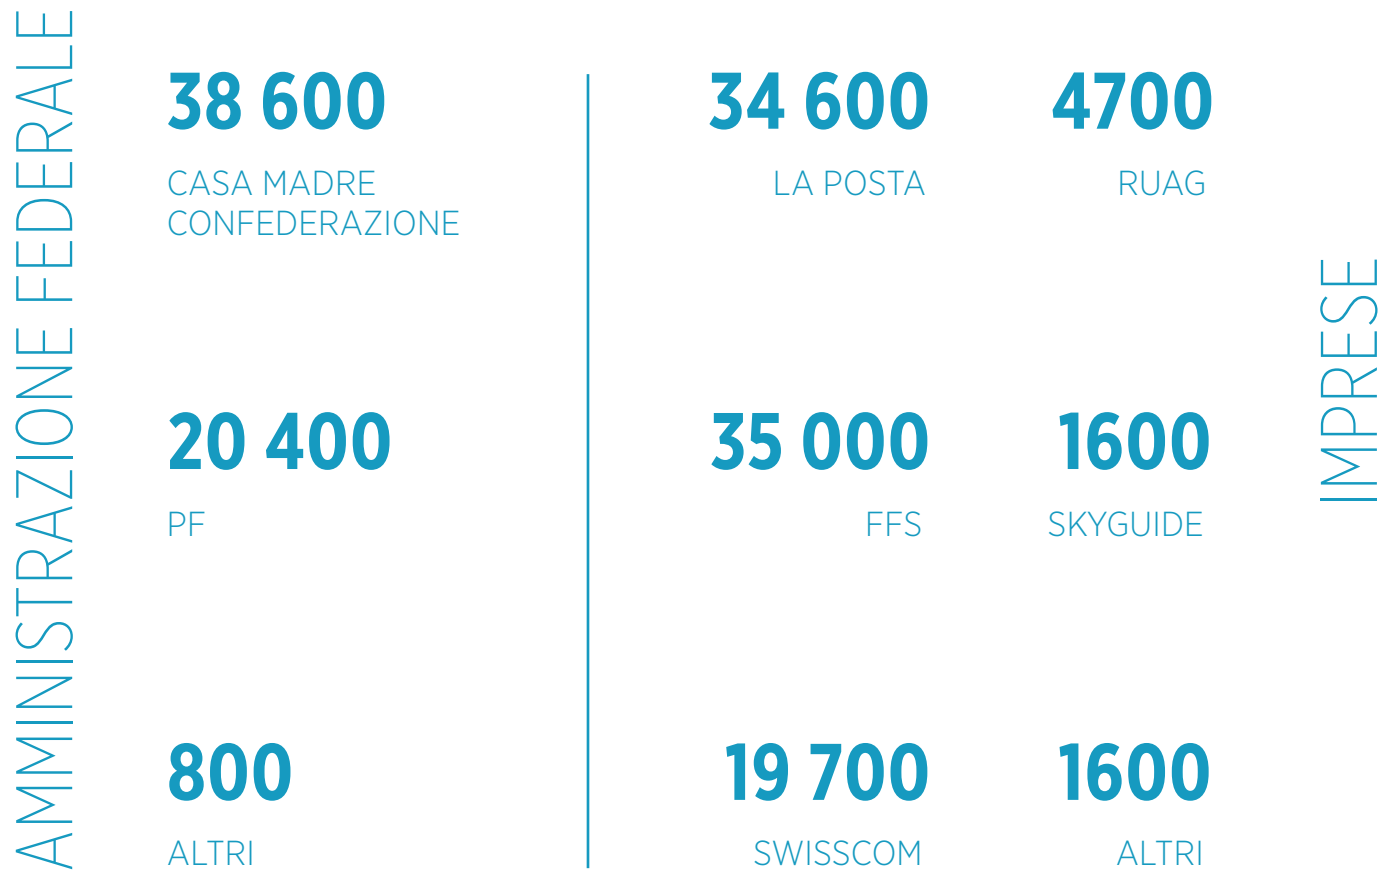 AMMINISTRAZIONE FEDERALE
38 600
CASA MADRE
CONFEDERAZIONE
20 400
PF
800
ALTRI
34 600
LA POSTA
4700
RUAG
35 000
FFS
1600
SKYGUIDE
19 700
SWISSCOM
1600
ALTRI
IMPRESE